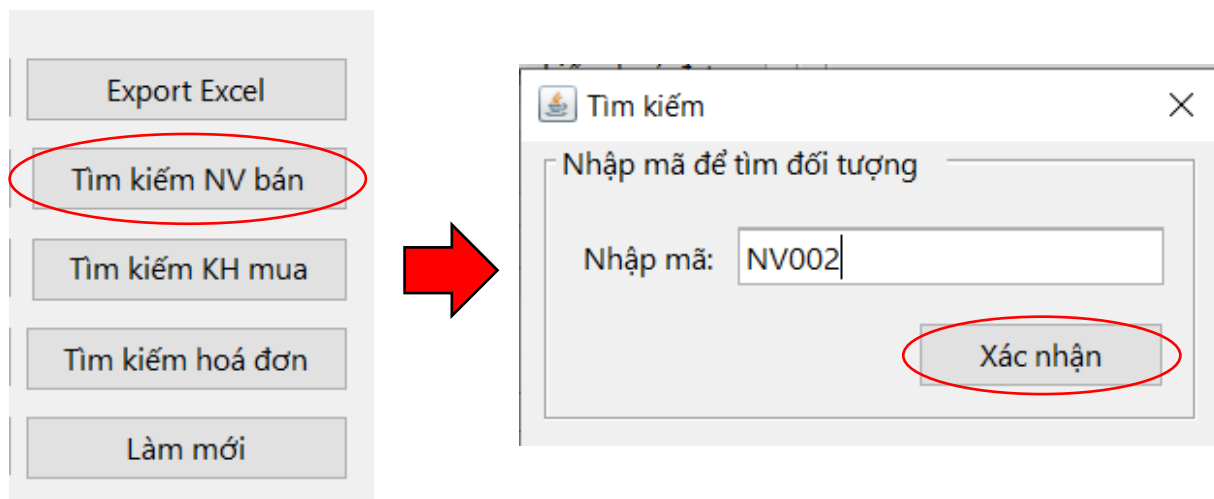 Export Excel
Tìm kiếm NV bán
Tìm kiếm KH mua
Tìm kiếm hoá đơn
Làm mới
Tìm kiếm
Nhập mã để tìm đối tượng
Nhập mã: NV002
Xác nhận